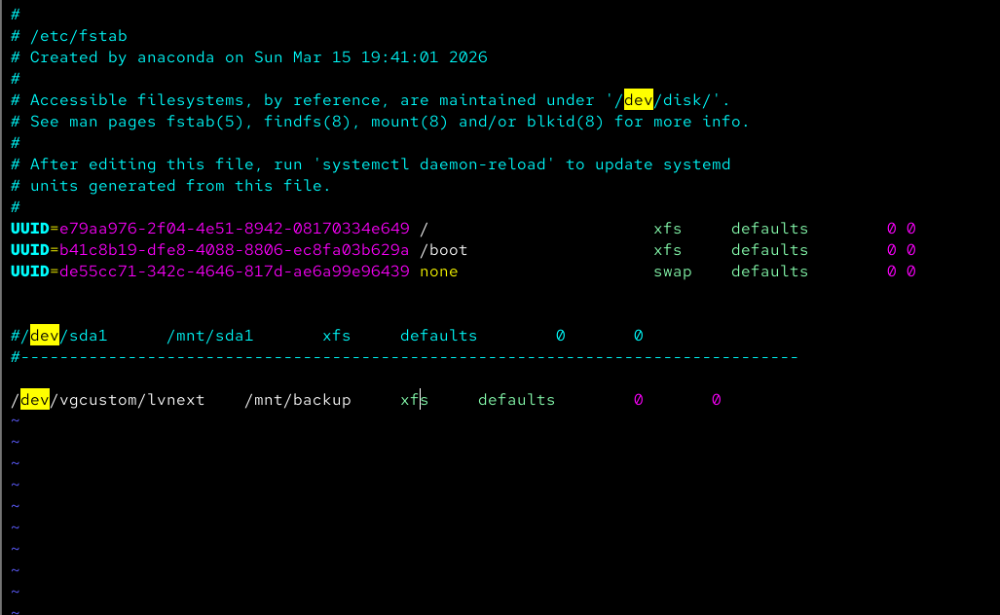 #
# /etc/fstab
# Created by anaconda on Sun Mar 15 19:41:01 2026
#
# Accessible filesystems, by reference, are maintained under '/dev/disk/'.
# See man pages fstab(5), findfs(8), mount(8) and/or blkid(8) for more info.
#
# After editing this file, run 'systemctl daemon-reload' to update systemd
# units generated from this file.
#
UUID=e79aa976-2f04-4e51-8942-08170334e649 /                       xfs     defaults        0 0
UUID=b41c8b19-dfe8-4088-8806-ec8fa03b629a /boot                   xfs     defaults        0 0
UUID=de55cc71-342c-4646-817d-ae6a99e96439 none                    swap    defaults        0 0
#/dev/sda1      /mnt/sda1       xfs     defaults        0       0
#--------------------------------------------------------------------------------
/dev/vgcustom/lvnext    /mnt/backup     xfs     defaults        0       0
~
~
~
~
~
~
~
~
~
~